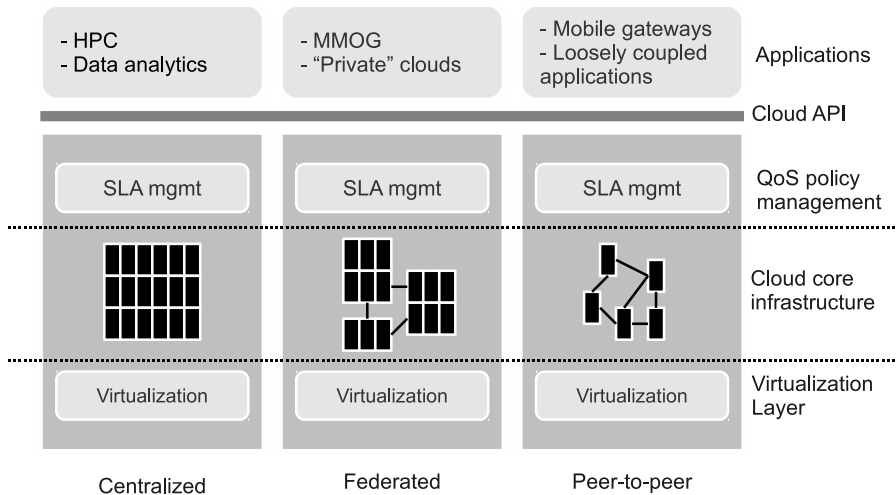 - HPC
- Data analytics
- MMOG
- “Private” clouds
- Mobile gateways
- Loosely coupled
applications
Applications
Cloud API
SLA mgmt
SLA mgmt
SLA mgmt
QoS policy
management
Cloud core
infrastructure
Virtualization
Virtualization
Virtualization
Virtualization
Layer
Centralized
Federated
Peer-to-peer